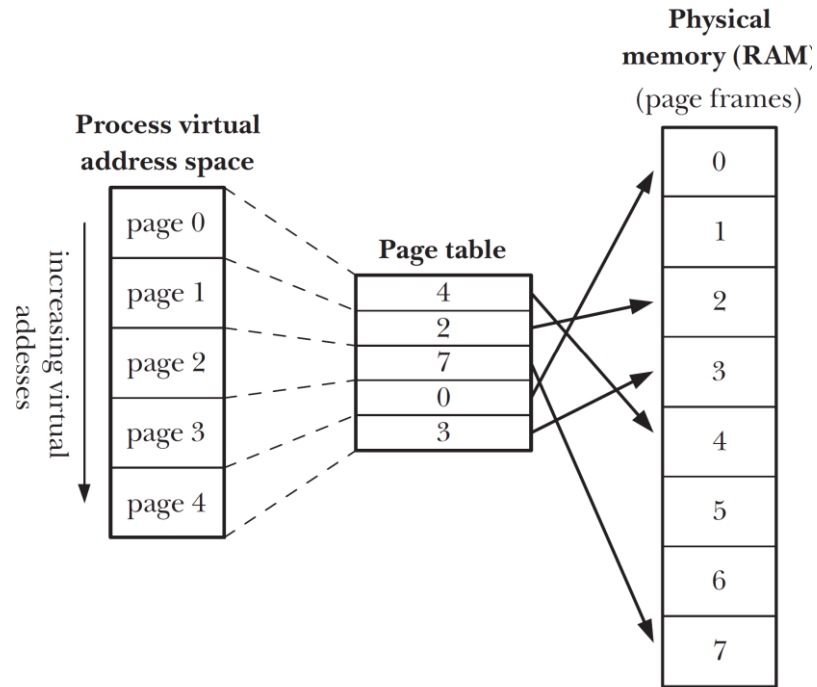 Physical
memory (RAM)
(page frames)
Process virtual
address space
increasing virtual
addesses
page 0
page 1
page 2
page 3
page 4
Page table
4
2
7
0
3
0
1
2
3
4
5
6
7